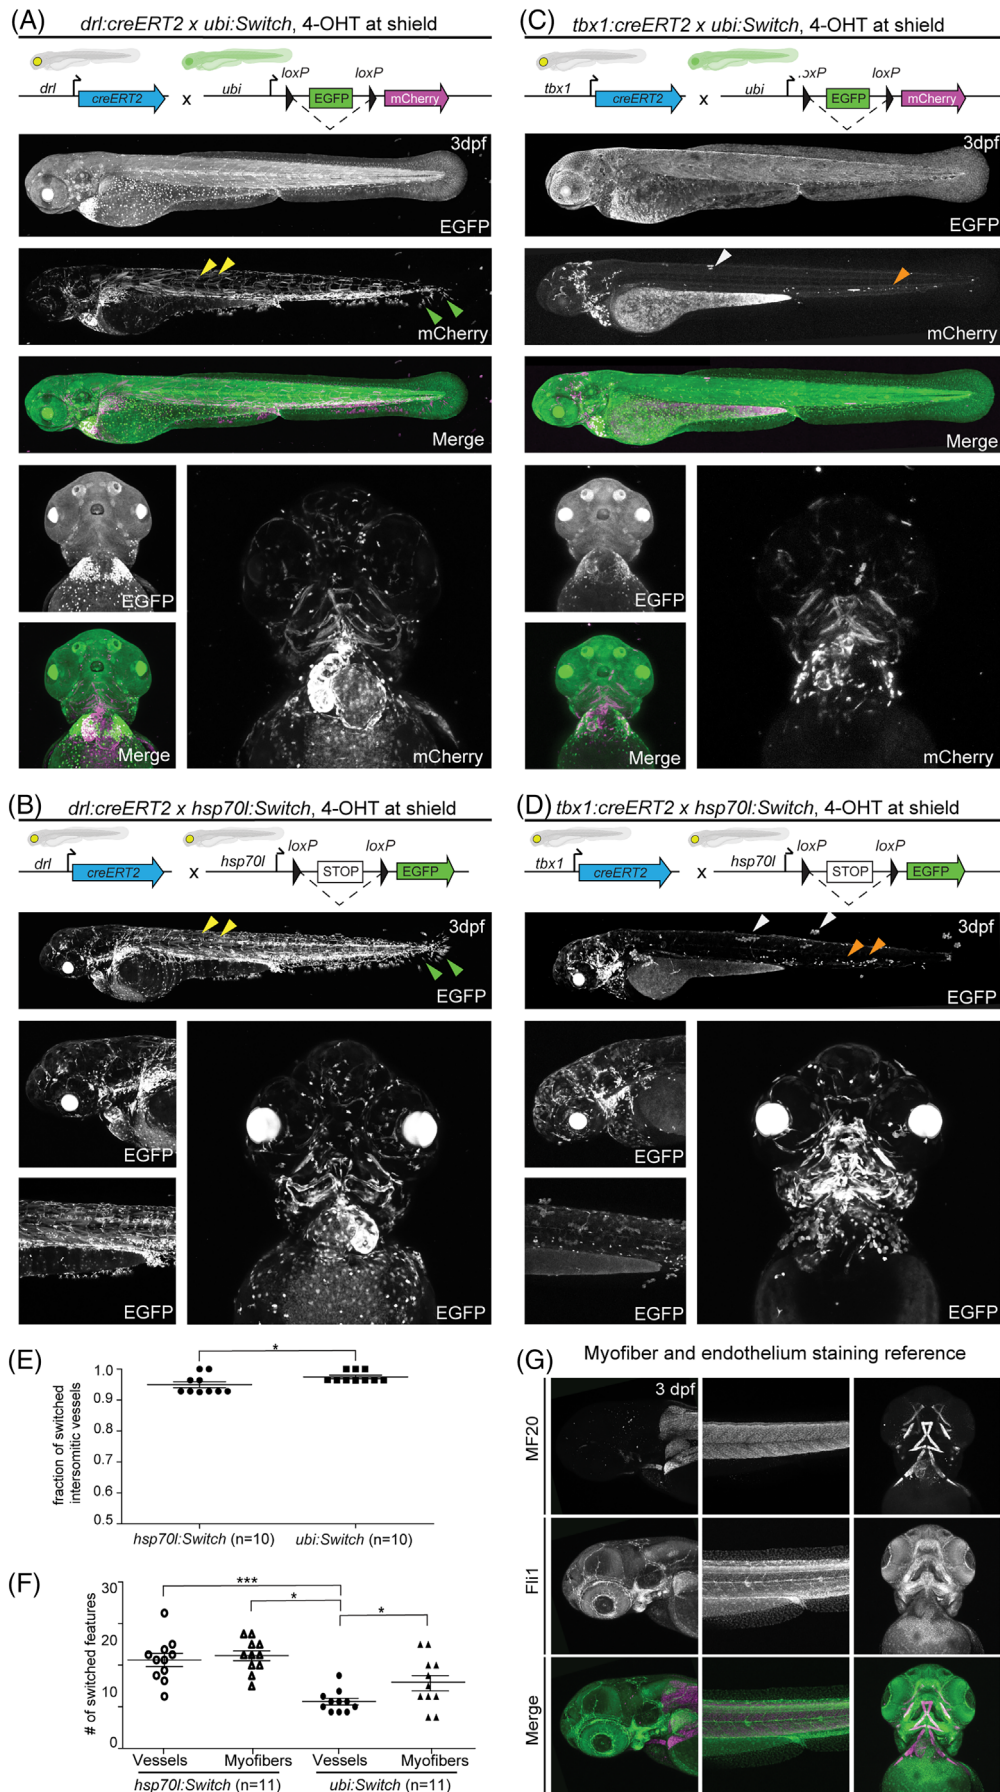 (A) drl:creERT2 x ubi:Switch, 4-OHT at shield
loxP loxP
drl creERT2 x ubi EGFP mCherry
3dpf
EGFP
mCherry
Merge
EGFP
Merge
mCherry
(C) tbx1:creERT2 x ubi:Switch, 4-OHT at shield
.oxP loxP
tbx1 creERT2 x ubi EGFP mCherry
3dpf
EGFP
mCherry
Merge
EGFP
Merge
mCherry
(B) drl:creERT2 x hsp70l:Switch, 4-OHT at shield
loxP loxP
drl creERT2 x hsp70l STOP EGFP
3dpf
EGFP
EGFP
EGFP
EGFP
(D) tbx1:creERT2 x hsp70l:Switch, 4-OHT at shield
loxP loxP
tbx1 creERT2 x hsp70l STOP EGFP
3dpf
EGFP
EGFP
EGFP
EGFP
(E)
fraction of switched
intersomitic vessels
1.0
0.9
0.8
0.7
0.6
0.5
*
hsp70l:Switch (n=10) ubi:Switch (n=10)
(F)
# of switched features
30
20
10
0
***
*
*
Vessels Myofibers Vessels Myofibers
hsp70l:Switch (n=11) ubi:Switch (n=11)
(G) Myofiber and endothelium staining reference
3 dpf
MF20
Fli1
Merge